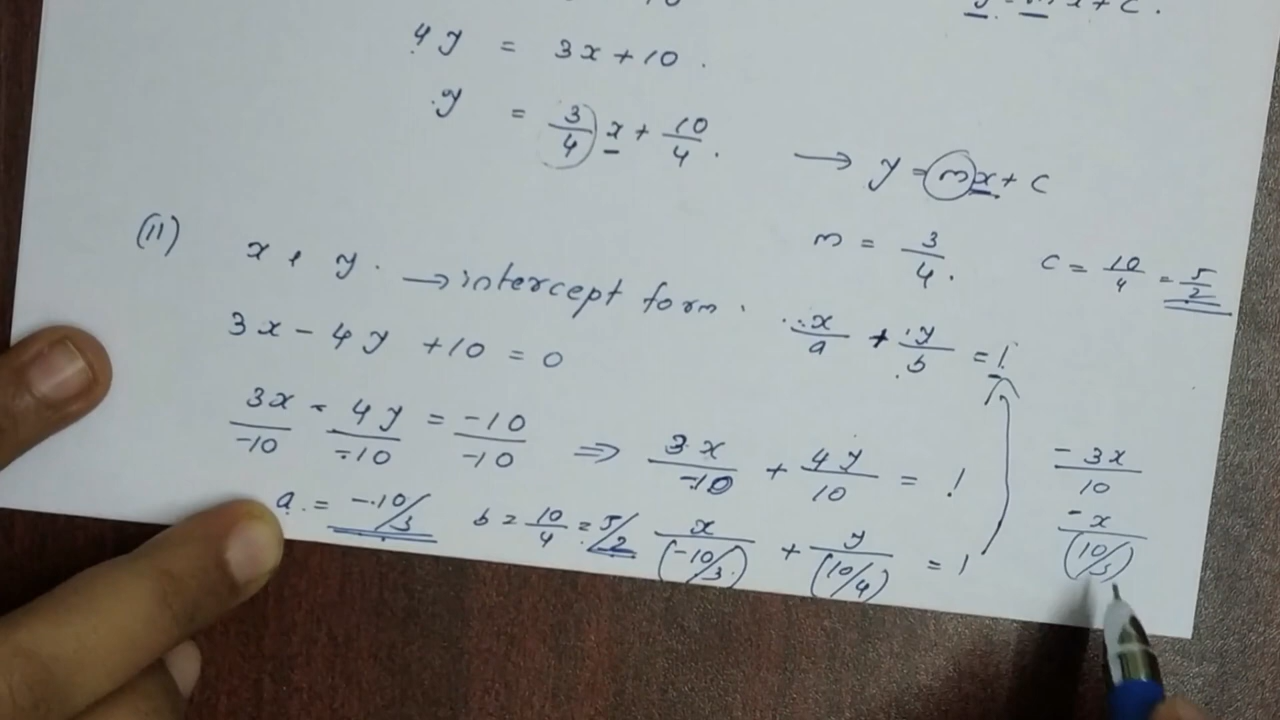 4y = 3x + 10 .
y = 3/4 x + 10/4 . → y = mx + c
m = 3/4 . c = 10/4 = 5/2
(II) x , y . → intercept form . x/a + y/b = 1
3x - 4y + 10 = 0
3x/-10 - 4y/-10 = -10/-10 ⇒ 3x/-10 + 4y/10 = 1
-3x/10
a = -10/3 b = 10/4 = 5/2 x/(-10/3) + y/(10/4) = 1
-x/(10/3)